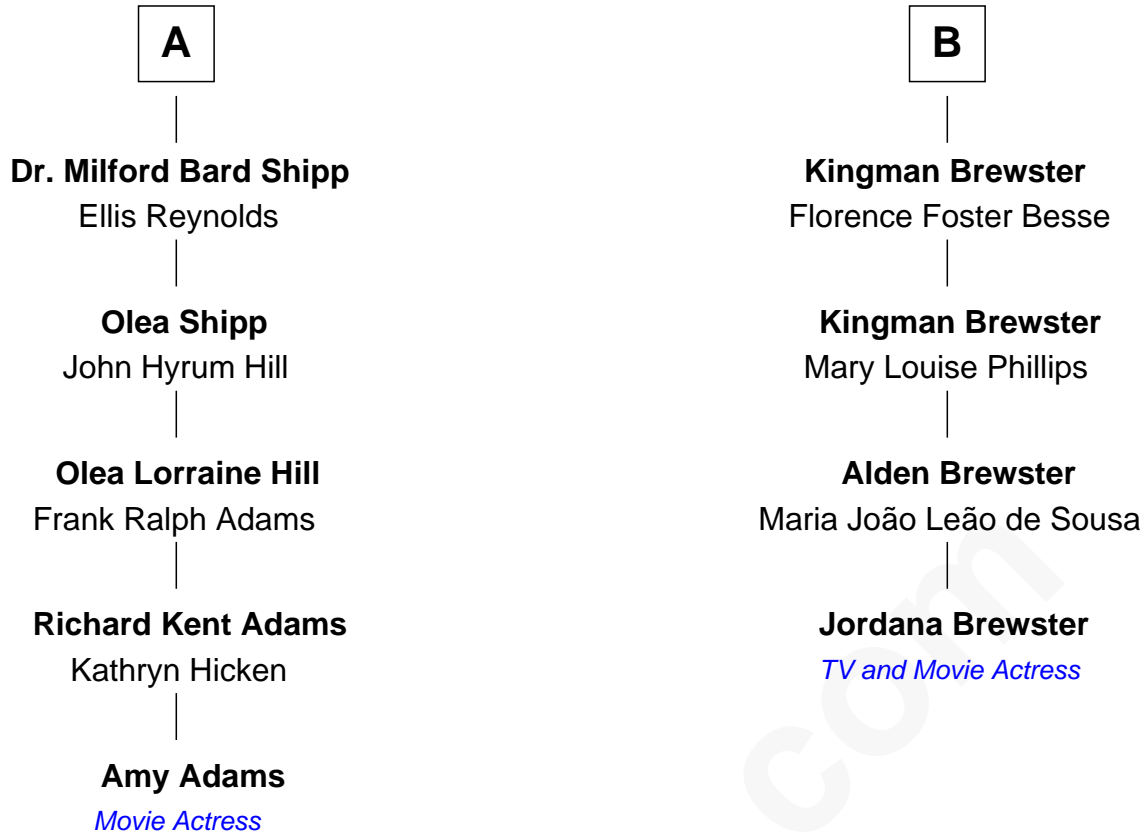 A
Dr. Milford Bard Shipp
Ellis Reynolds
Olea Shipp
John Hyrum Hill
Olea Lorraine Hill
Frank Ralph Adams
Richard Kent Adams
Kathryn Hicken
Amy Adams
Movie Actress
B
Kingman Brewster
Florence Foster Besse
Kingman Brewster
Mary Louise Phillips
Alden Brewster
Maria João Leão de Sousa
Jordana Brewster
TV and Movie Actress
com